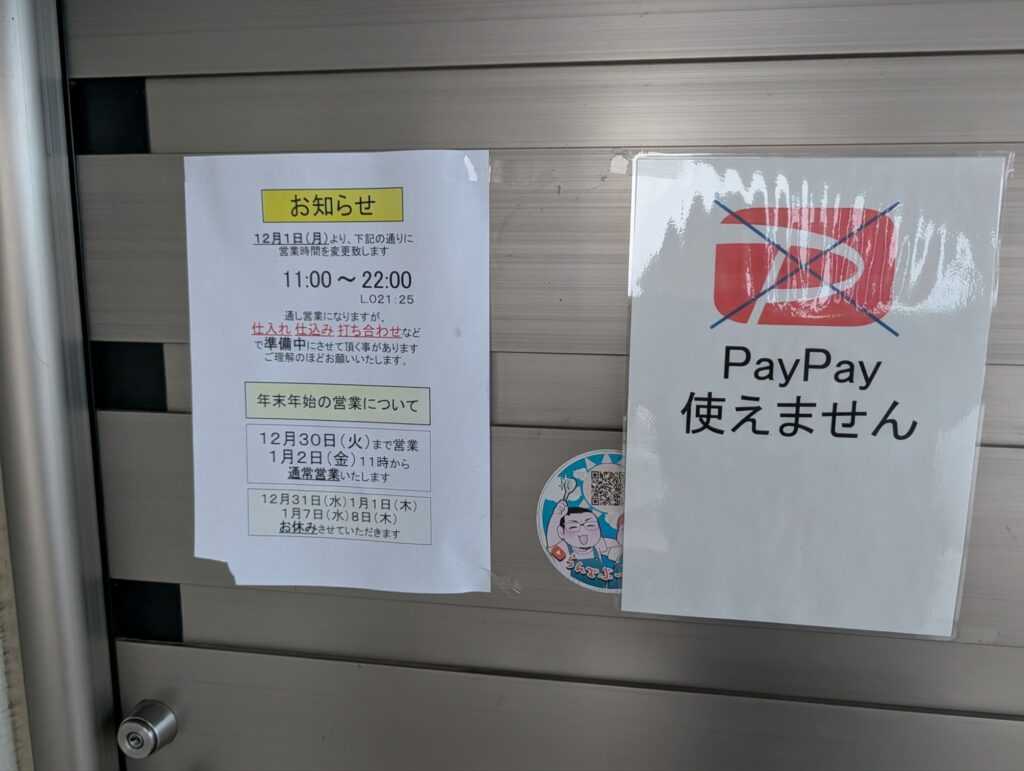 お知らせ
12月1日(月)より、下記の通りに
営業時間を変更致します
11:00 ～ 22:00
LO21:25
通し営業になりますが、
仕入れ 仕込み 打ち合わせなど
で準備中にさせて頂く事があります
ご理解のほどお願いいたします。
年末年始の営業について
12月30日(火)まで営業
1月2日(金)11時から
通常営業いたします
12月31日(水)1月1日(木)
1月7日(水)8日(木)
お休みさせていただきます
PayPay
使えません
らんでぶー